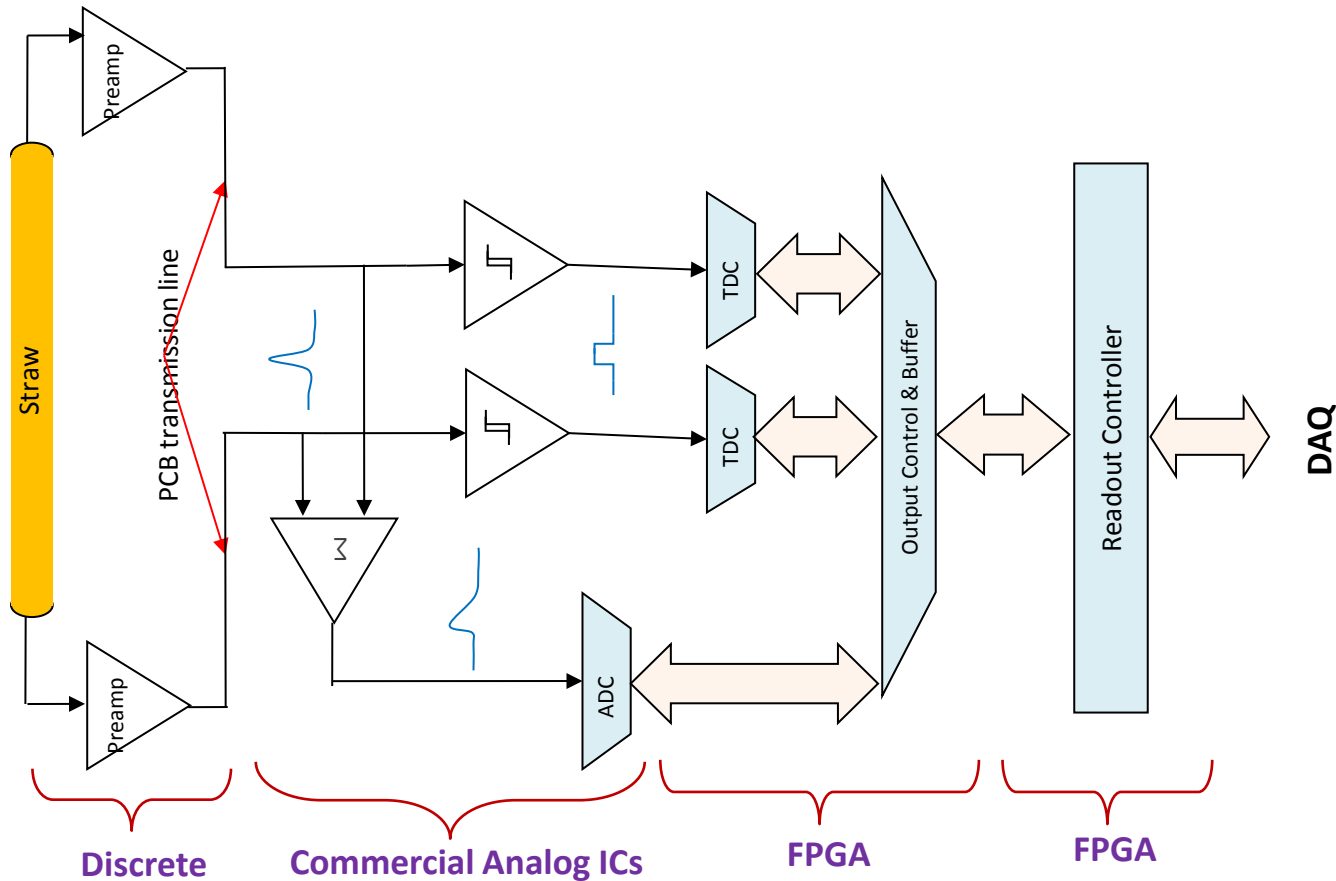 Straw
Preamp
Preamp
PCB transmission line
Σ
TDC
TDC
ADC
Output Control & Buffer
Readout Controller
DAQ
Discrete
Commercial Analog ICs
FPGA
FPGA